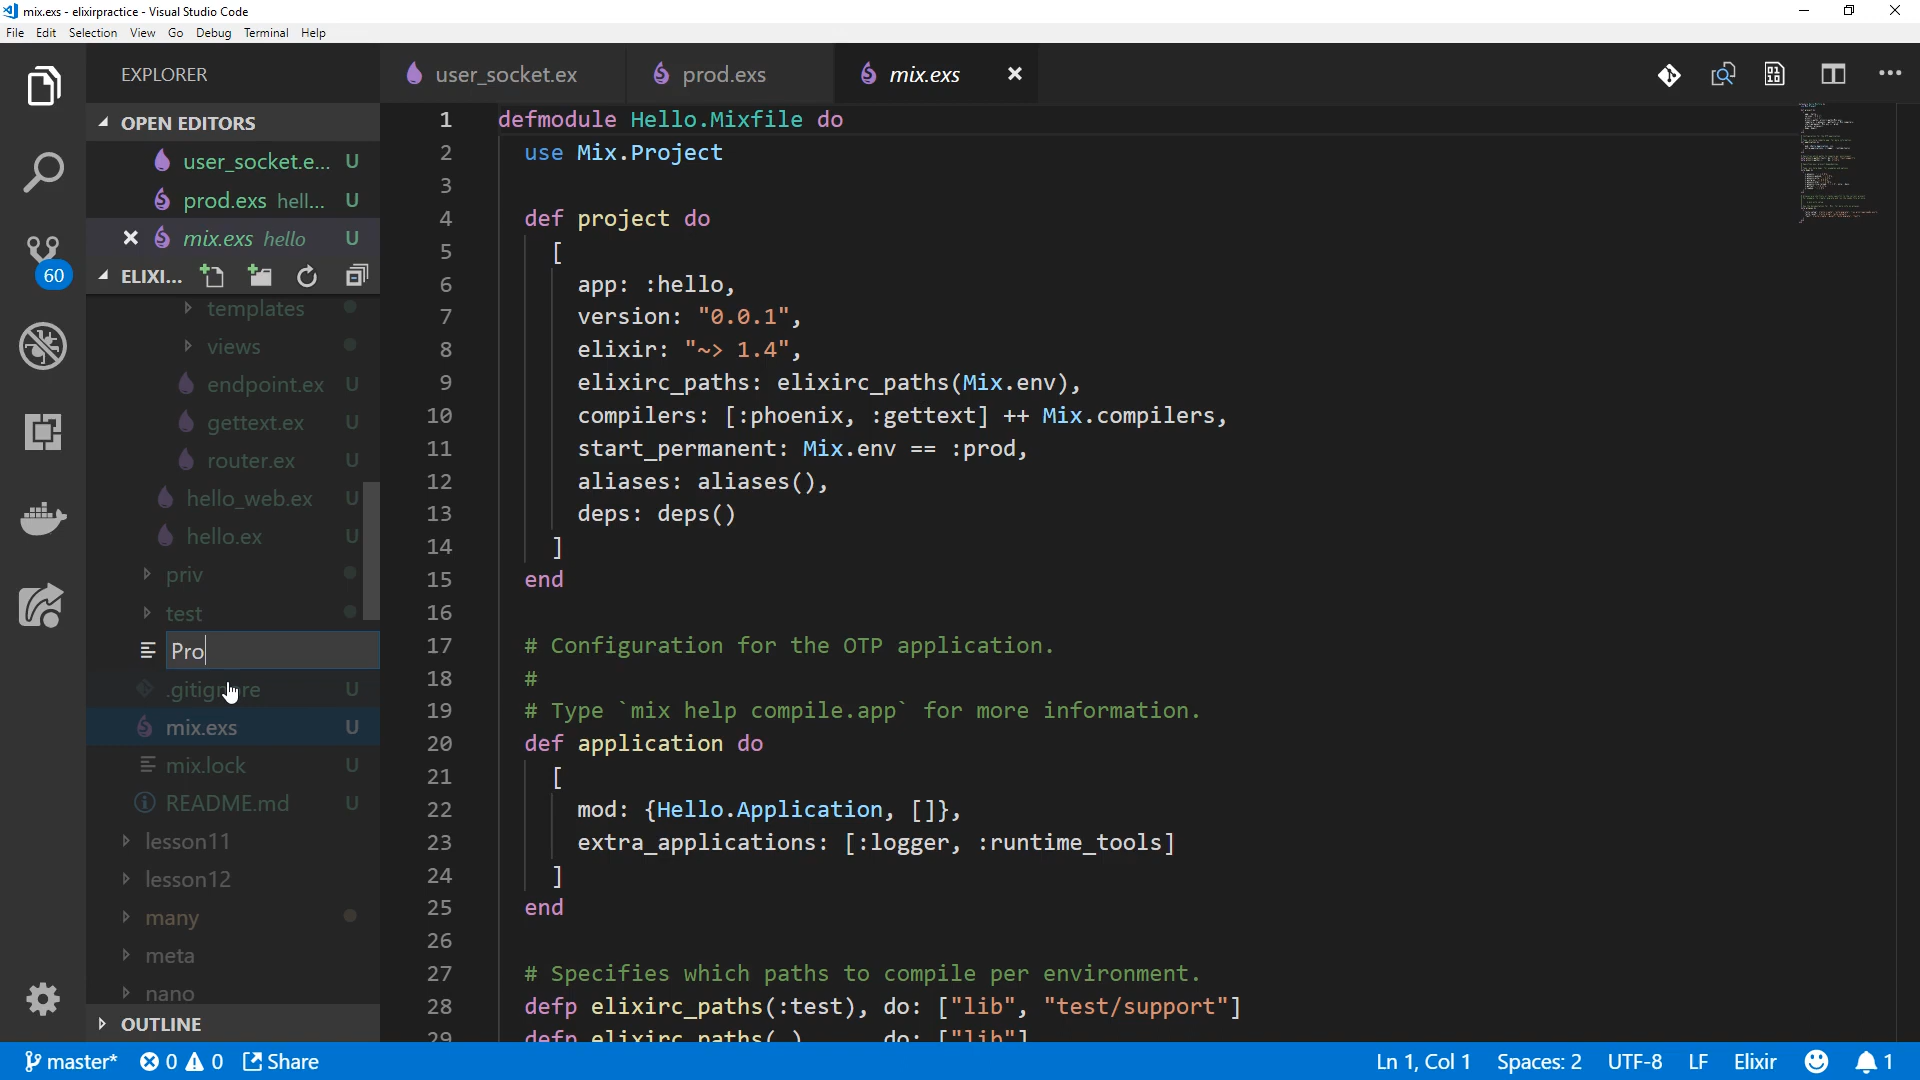 mix.exs - elixirpractice - Visual Studio Code
File Edit Selection View Go Debug Terminal Help
EXPLORER
user_socket.ex
prod.exs
mix.exs
OPEN EDITORS
user_socket.e... U
prod.exs hell... U
mix.exs hello U
60
ELIXI...
templates
views
endpoint.ex U
gettext.ex U
router.ex U
hello_web.ex U
hello.ex U
priv
test
Pro
.gitignore U
mix.exs U
mix.lock U
README.md U
lesson11
lesson12
many
meta
nano
OUTLINE
1 defmodule Hello.Mixfile do
2 use Mix.Project
3
4 def project do
5 [
6 app: :hello,
7 version: "0.0.1",
8 elixir: "~> 1.4",
9 elixirc_paths: elixirc_paths(Mix.env),
10 compilers: [:phoenix, :gettext] ++ Mix.compilers,
11 start_permanent: Mix.env == :prod,
12 aliases: aliases(),
13 deps: deps()
14 ]
15 end
16
17 # Configuration for the OTP application.
18 #
19 # Type `mix help compile.app` for more information.
20 def application do
21 [
22 mod: {Hello.Application, []},
23 extra_applications: [:logger, :runtime_tools]
24 ]
25 end
26
27 # Specifies which paths to compile per environment.
28 defp elixirc_paths(:test), do: ["lib", "test/support"]
29 defp elixirc_paths(_), do: ["lib"]
master* 0 0 Share
Ln 1, Col 1 Spaces: 2 UTF-8 LF Elixir 1